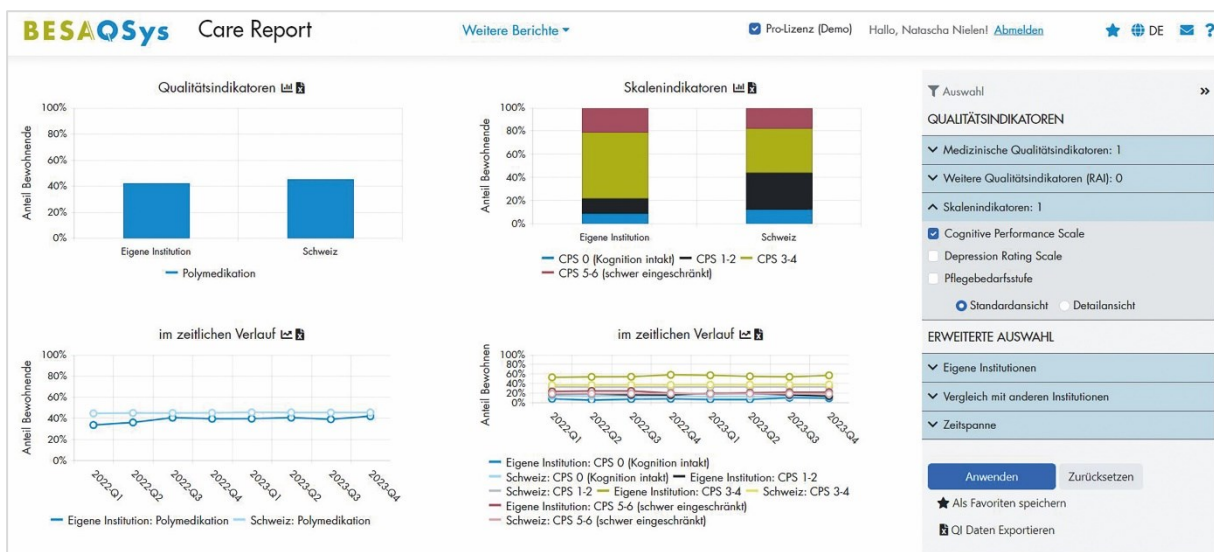 BESAQSys Care Report Weitere Berichte Pro-Lizenz (Demo) Hallo, Natascha Nielen! Abmelden DE ?
Qualitätsindikatoren
100%
80%
60%
40%
20%
0%
Anteil Bewohnende
Eigene Institution Schweiz
Polymedikation
Skalenindikatoren
100%
80%
60%
40%
20%
0%
Anteil Bewohnende
Eigene Institution Schweiz
CPS 0 (Kognition intakt) CPS 1-2 CPS 3-4
CPS 5-6 (schwer eingeschränkt)
im zeitlichen Verlauf
100%
80%
60%
40%
20%
0%
Anteil Bewohnende
2022-Q1 2022-Q2 2022-Q3 2022-Q4 2023-Q1 2023-Q2 2023-Q3 2023-Q4
Eigene Institution: Polymedikation Schweiz: Polymedikation
im zeitlichen Verlauf
100%
80%
60%
40%
20%
0%
Anteil Bewohnen
2022-Q1 2022-Q2 2022-Q3 2022-Q4 2023-Q1 2023-Q2 2023-Q3 2023-Q4
Eigene Institution: CPS 0 (Kognition intakt)
Schweiz: CPS 0 (Kognition intakt) Eigene Institution: CPS 1-2
Schweiz: CPS 1-2 Eigene Institution: CPS 3-4 Schweiz: CPS 3-4
Eigene Institution: CPS 5-6 (schwer eingeschränkt)
Schweiz: CPS 5-6 (schwer eingeschränkt)
Auswahl »
QUALITÄTSINDIKATOREN
Medizinische Qualitätsindikatoren: 1
Weitere Qualitätsindikatoren (RAI): 0
Skalenindikatoren: 1
Cognitive Performance Scale
Depression Rating Scale
Pflegebedarfsstufe
Standardansicht Detailansicht
ERWEITERTE AUSWAHL
Eigene Institutionen
Vergleich mit anderen Institutionen
Zeitspanne
Anwenden Zurücksetzen
Als Favoriten speichern
QI Daten Exportieren